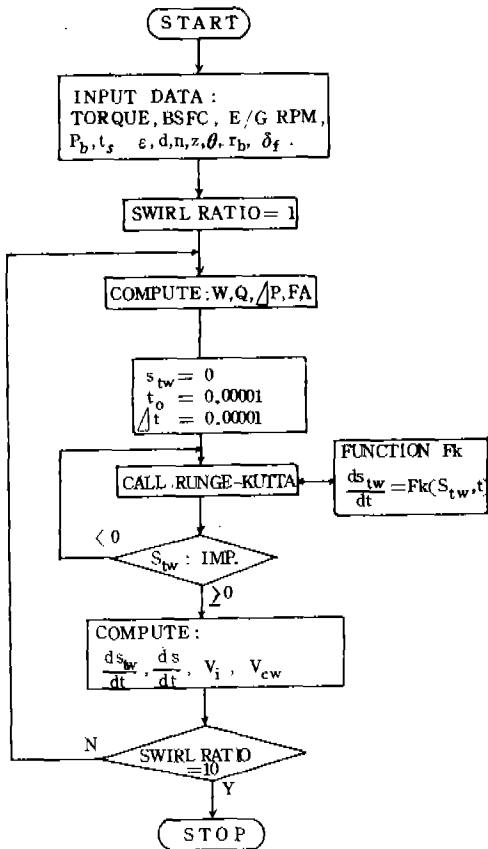 START
INPUT DATA :
TORQUE, BSFC, E/G RPM,
P_b, t_s ε, d, n, z, θ, r_b, δ_f .
SWIRL RATIO = 1
COMPUTE : W, Q, ⊿P, FA
s_tw = 0
t_o = 0.00001
⊿t = 0.00001
CALL RUNGE-KUTTA
FUNCTION Fk
ds_tw/dt = Fk(S_tw, t)
< 0
S_tw : IMP.
≥0
COMPUTE :
ds_tw/dt , ds/dt , V_i , V_cw
N
SWIRL RATIO
=10
Y
STOP